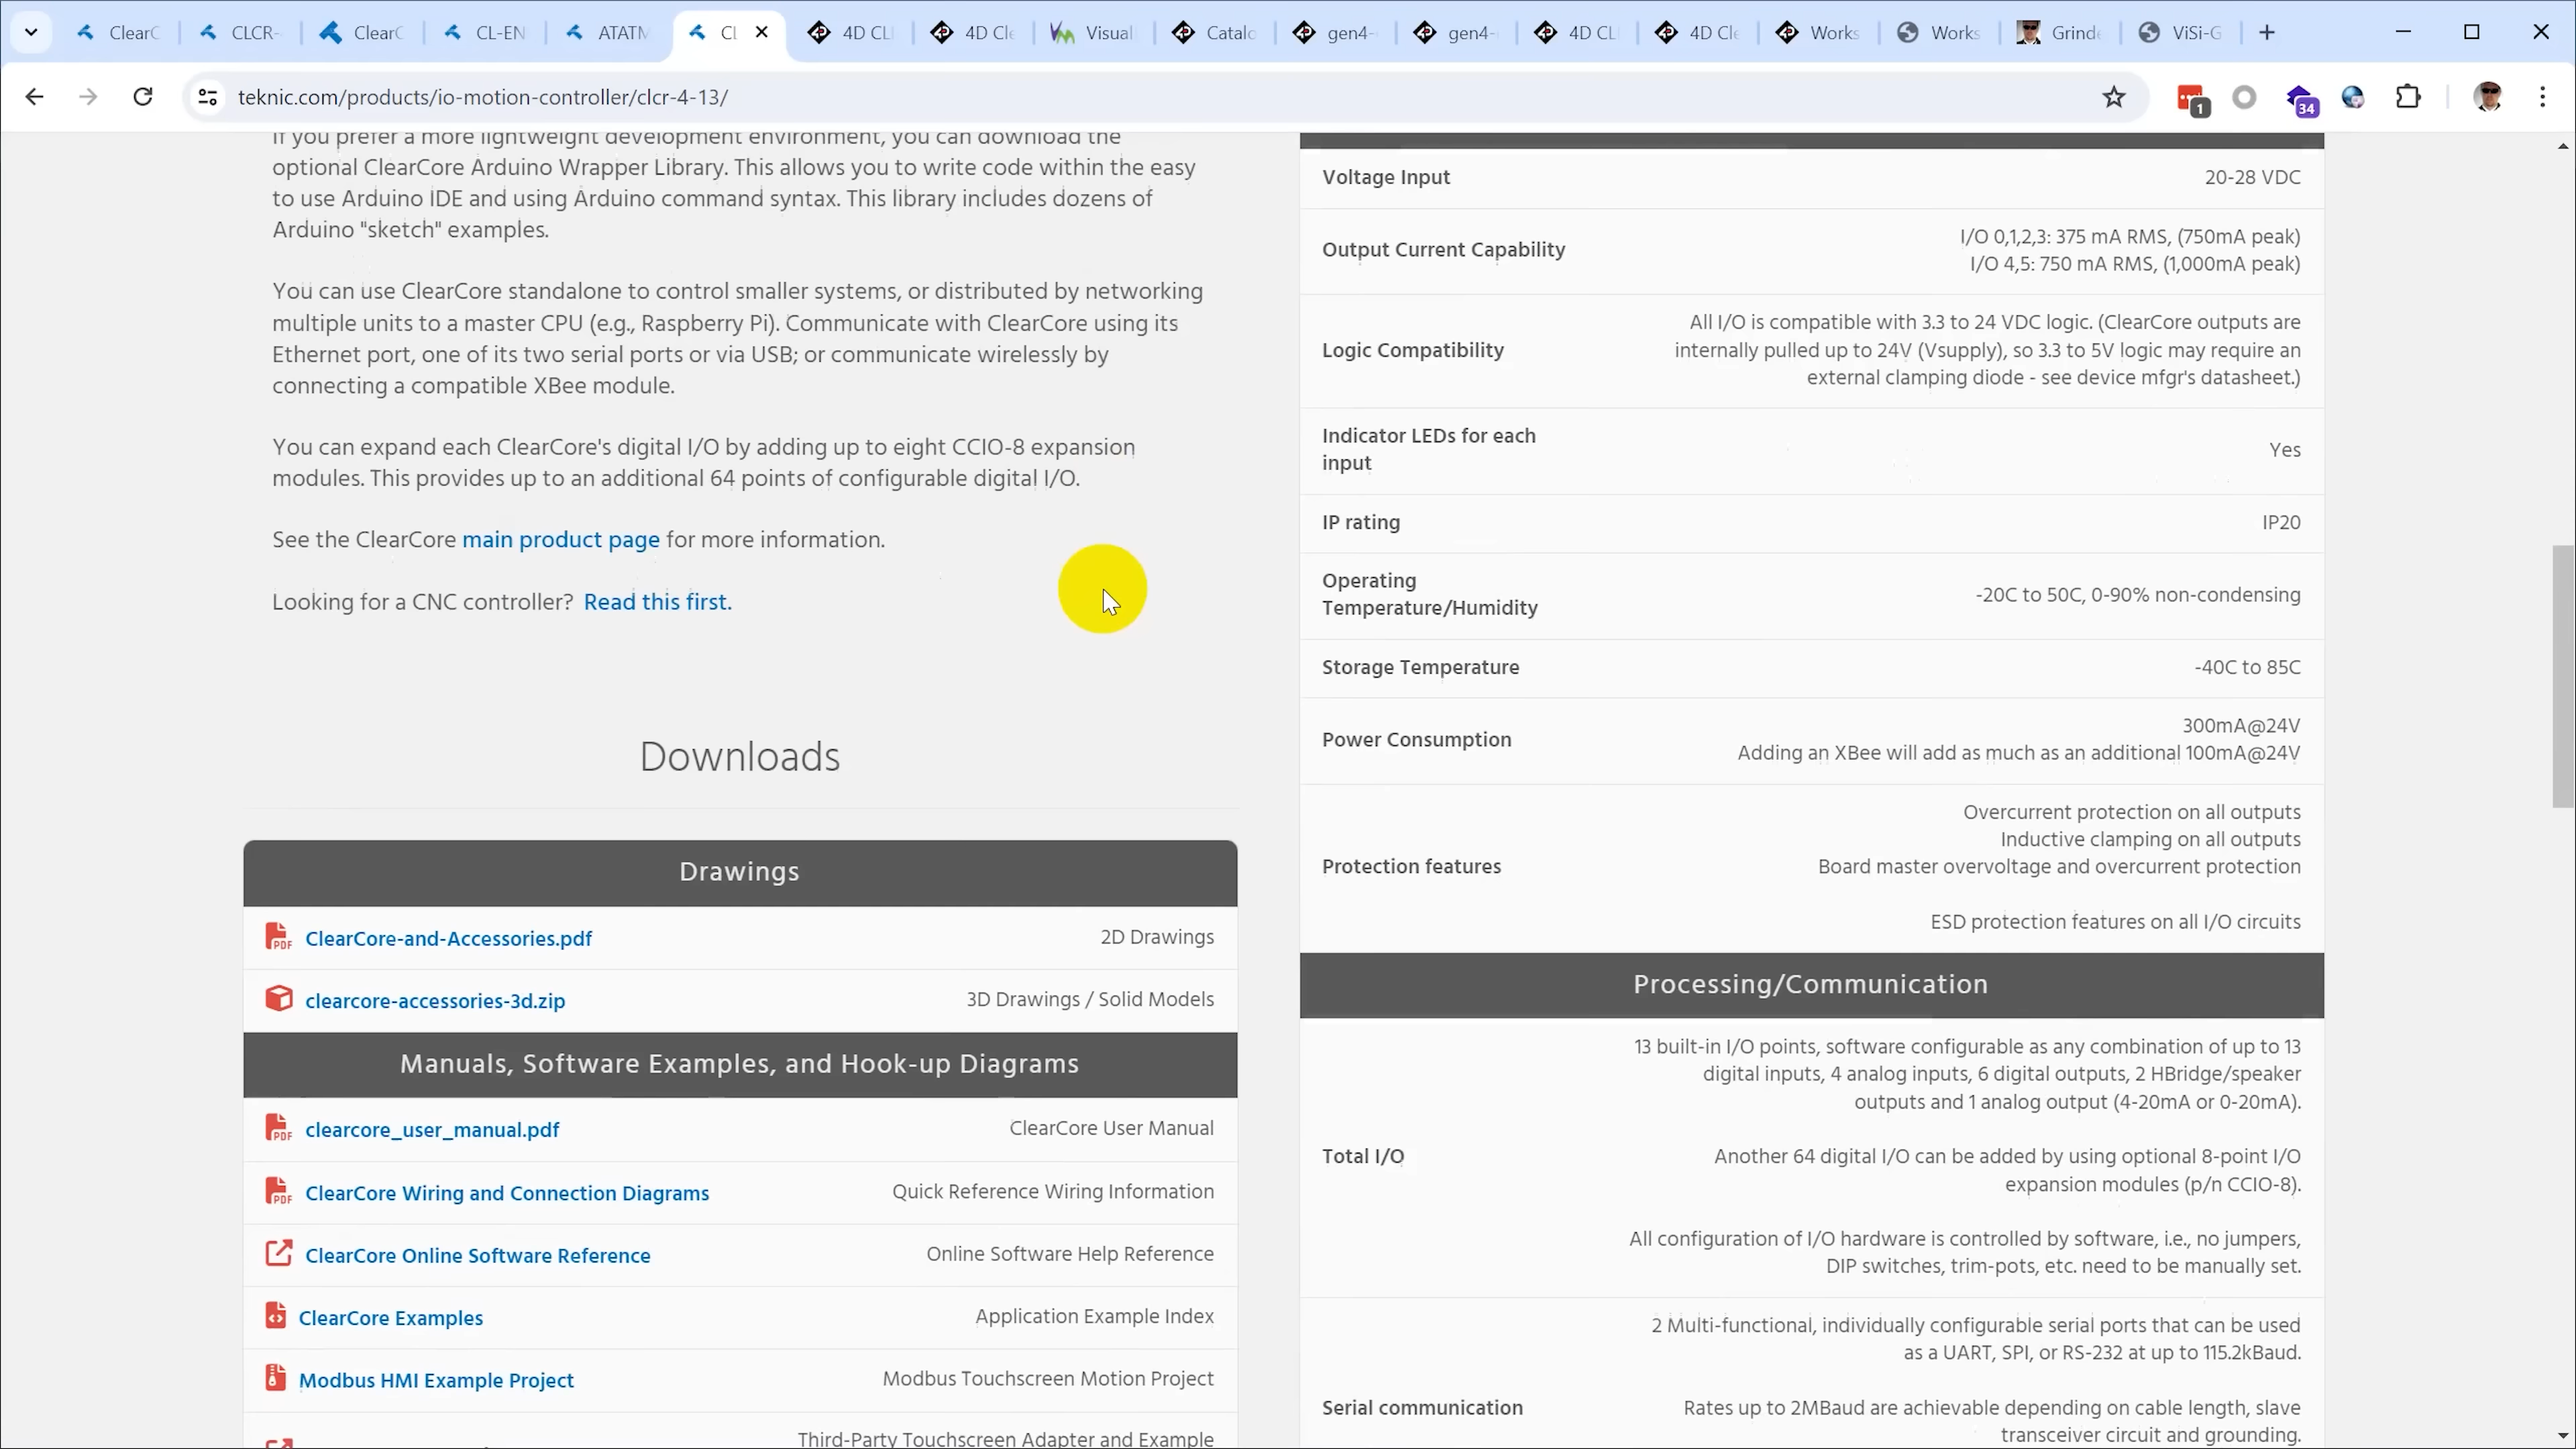 ClearC
CLCR-
ClearC
CL-EN
ATATM
Cl
4D CLI
4D Cle
Visual
Catalo
gen4-
gen4-
4D CLI
4D Cle
Works
Works
Grinde
ViSi-G
teknic.com/products/io-motion-controller/clcr-4-13/
1
34
If you prefer a more lightweight development environment, you can download the
optional ClearCore Arduino Wrapper Library. This allows you to write code within the easy
to use Arduino IDE and using Arduino command syntax. This library includes dozens of
Arduino "sketch" examples.
You can use ClearCore standalone to control smaller systems, or distributed by networking
multiple units to a master CPU (e.g., Raspberry Pi). Communicate with ClearCore using its
Ethernet port, one of its two serial ports or via USB; or communicate wirelessly by
connecting a compatible XBee module.
You can expand each ClearCore's digital I/O by adding up to eight CCIO-8 expansion
modules. This provides up to an additional 64 points of configurable digital I/O.
See the ClearCore main product page for more information.
Looking for a CNC controller? Read this first.
Downloads
Drawings
ClearCore-and-Accessories.pdf 2D Drawings
clearcore-accessories-3d.zip 3D Drawings / Solid Models
Manuals, Software Examples, and Hook-up Diagrams
clearcore_user_manual.pdf ClearCore User Manual
ClearCore Wiring and Connection Diagrams Quick Reference Wiring Information
ClearCore Online Software Reference Online Software Help Reference
ClearCore Examples Application Example Index
Modbus HMI Example Project Modbus Touchscreen Motion Project
Third-Party Touchscreen Adapter and Example
Voltage Input 20-28 VDC
Output Current Capability
I/O 0,1,2,3: 375 mA RMS, (750mA peak)
I/O 4,5: 750 mA RMS, (1,000mA peak)
Logic Compatibility
All I/O is compatible with 3.3 to 24 VDC logic. (ClearCore outputs are
internally pulled up to 24V (Vsupply), so 3.3 to 5V logic may require an
external clamping diode - see device mfgr's datasheet.)
Indicator LEDs for each
input
Yes
IP rating IP20
Operating
Temperature/Humidity
-20C to 50C, 0-90% non-condensing
Storage Temperature -40C to 85C
Power Consumption
300mA@24V
Adding an XBee will add as much as an additional 100mA@24V
Protection features
Overcurrent protection on all outputs
Inductive clamping on all outputs
Board master overvoltage and overcurrent protection
ESD protection features on all I/O circuits
Processing/Communication
Total I/O
13 built-in I/O points, software configurable as any combination of up to 13
digital inputs, 4 analog inputs, 6 digital outputs, 2 HBridge/speaker
outputs and 1 analog output (4-20mA or 0-20mA).
Another 64 digital I/O can be added by using optional 8-point I/O
expansion modules (p/n CCIO-8).
All configuration of I/O hardware is controlled by software, i.e., no jumpers,
DIP switches, trim-pots, etc. need to be manually set.
Serial communication
2 Multi-functional, individually configurable serial ports that can be used
as a UART, SPI, or RS-232 at up to 115.2kBaud.
Rates up to 2MBaud are achievable depending on cable length, slave
transceiver circuit and grounding.